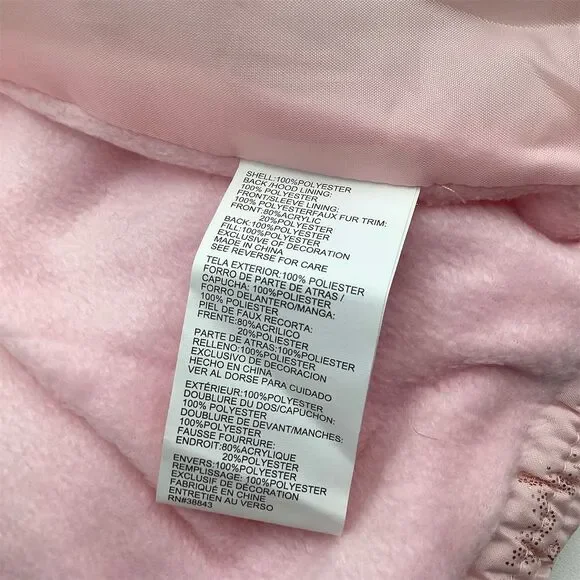 SHELL:100%POLYESTER
BACK /HOOD LINING:
100% POLYESTER
FRONT/SLEEVE LINING:
100% POLYESTERFAUX FUR TRIM:
FRONT:80%ACRYLIC
20%POLYESTER
BACK:100%POLYESTER
FILL:100%POLYESTER
EXCLUSIVE OF DECORATION
MADE IN CHINA
SEE REVERSE FOR CARE
TELA EXTERIOR:100% POLIESTER
FORRO DE PARTE DE ATRAS /
CAPUCHA: 100%POLIESTER
FORRO DELANTERO/MANGA:
100% POLIESTER
PIEL DE FAUX RECORTA:
FRENTE:80%ACRILICO
20%POLIESTER
PARTE DE ATRAS:100%POLIESTER
RELLENO:100%POLIESTER
EXCLUSIVO DE DECORACION
HECHO EN CHINA
VER AL DORSE PARA CUIDADO
EXTÉRIEUR:100% POLYESTER
DOUBLURE DU DOS/CAPUCHON:
100% POLYESTER
DOUBLURE DE DEVANT/MANCHES:
100%POLYESTER
FAUSSE FOURRURE:
ENDROIT:80%ACRYLIQUE
20%POLYESTER
ENVERS:100%POLYESTER
REMPLISSAGE: 100%POLYESTER
EXCLUSIF DE DÉCORATION
FABRIQUÉ EN CHINE
ENTRETIEN AU VERSO
RN#38843